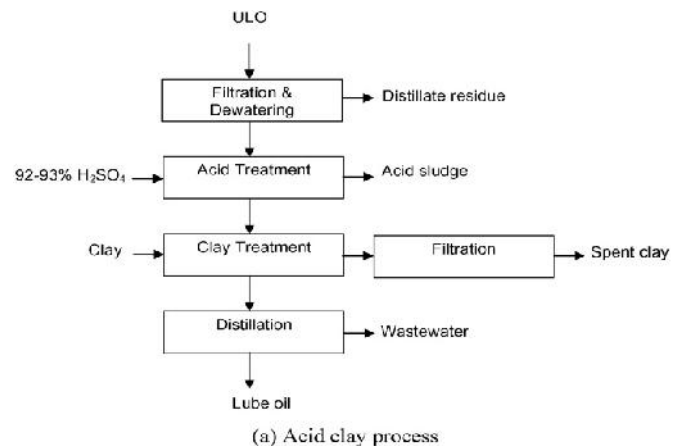 ULO
Filtration &
Dewatering
Distillate residue
92-93% H₂SO₄
Acid Treatment
Acid sludge
Clay
Clay Treatment
Filtration
Spent clay
Distillation
Wastewater
Lube oil
(a) Acid clay process